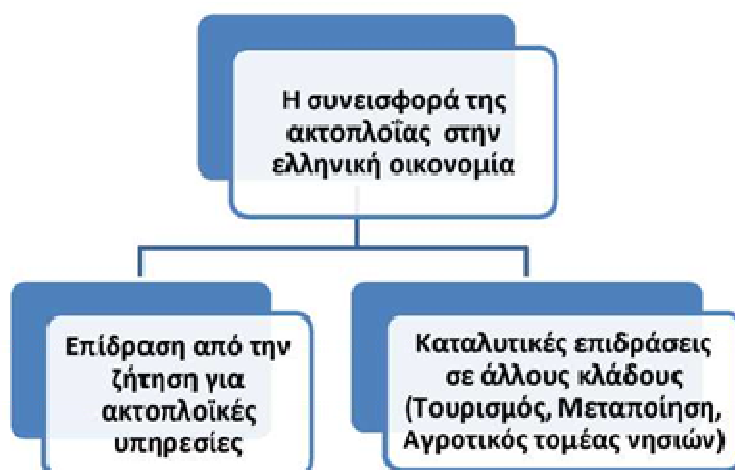 Η συνεισφορά της
ακτοπλοΐας στην
ελληνική οικονομία
Επίδραση από την
ζήτηση για
ακτοπλοϊκές
υπηρεσίες
Καταλυτικές επιδράσεις
σε άλλους κλάδους
(Τουρισμός, Μεταποίηση,
Αγροτικός τομέας νησιών)